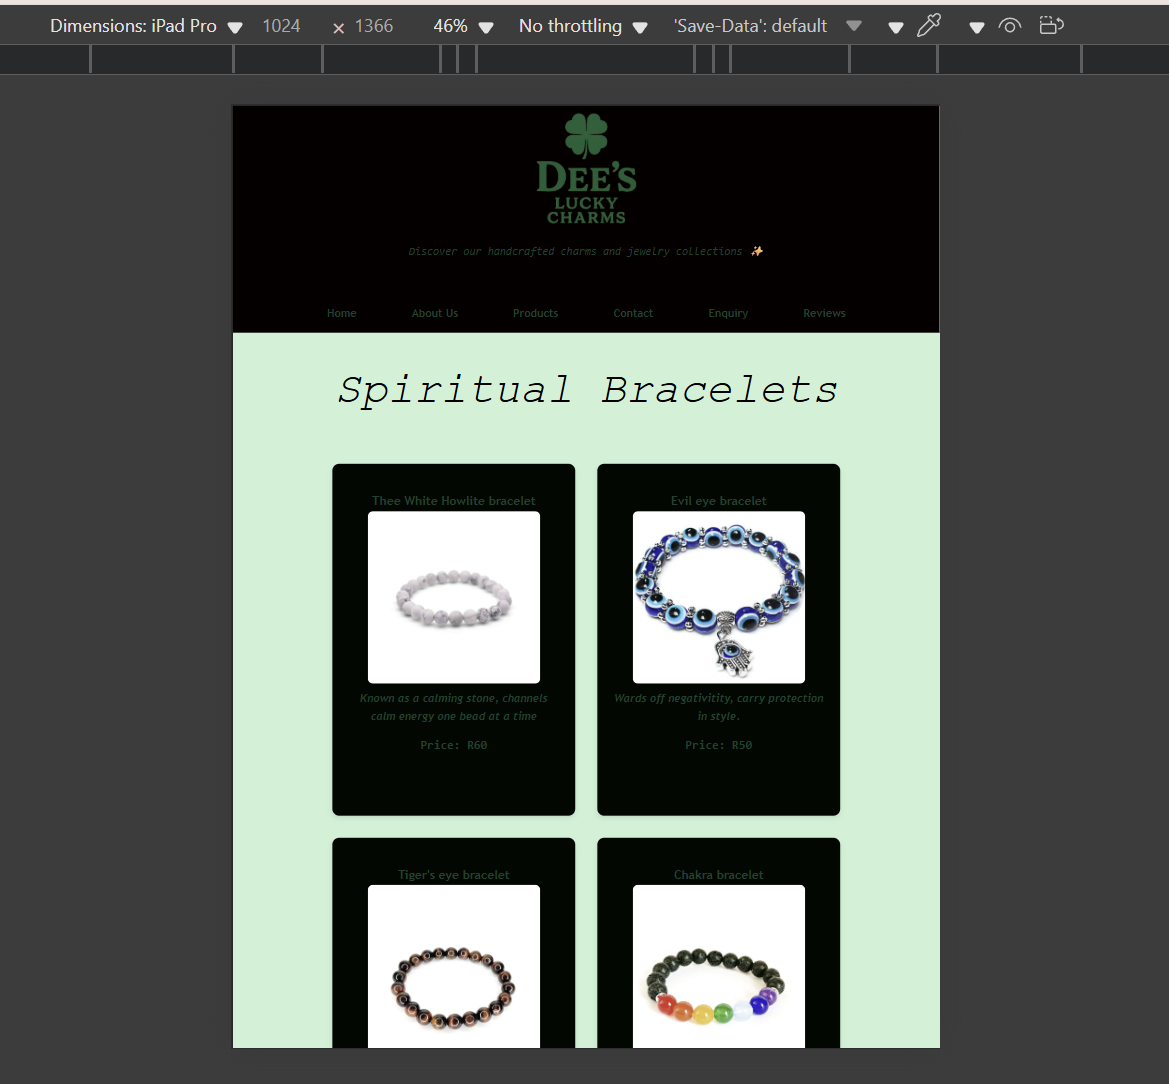 Dimensions: iPad Pro 1024 × 1366 46% No throttling 'Save-Data': default
DEE'S
LUCKY
CHARMS
Discover our handcrafted charms and jewelry collections ✨
Home About Us Products Contact Enquiry Reviews
Spiritual Bracelets
Thee White Howlite bracelet
Known as a calming stone, channels
calm energy one bead at a time
Price: R60
Evil eye bracelet
Wards off negativitity, carry protection
in style.
Price: R50
Tiger's eye bracelet
Chakra bracelet